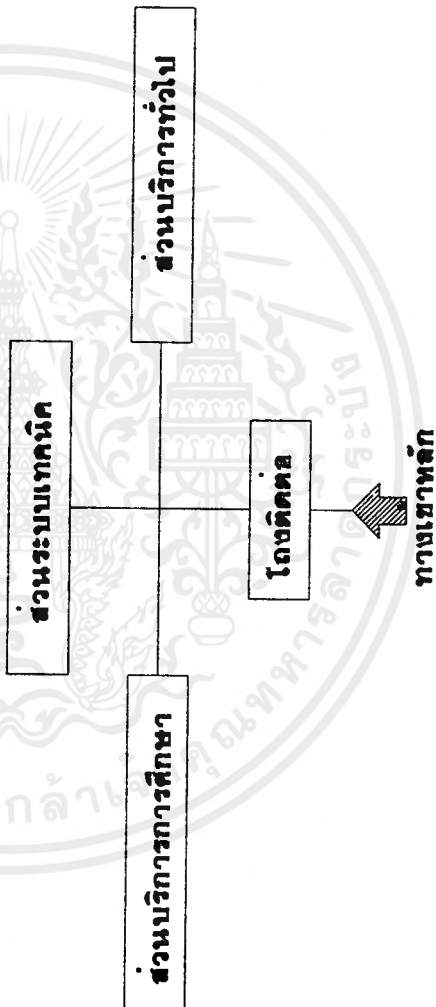 ส่วนระบบเทคนิค
ส่วนบริการการศึกษา
ส่วนบริการทั่วไป
โถงติดต่อ
ทางเข้าหลัก